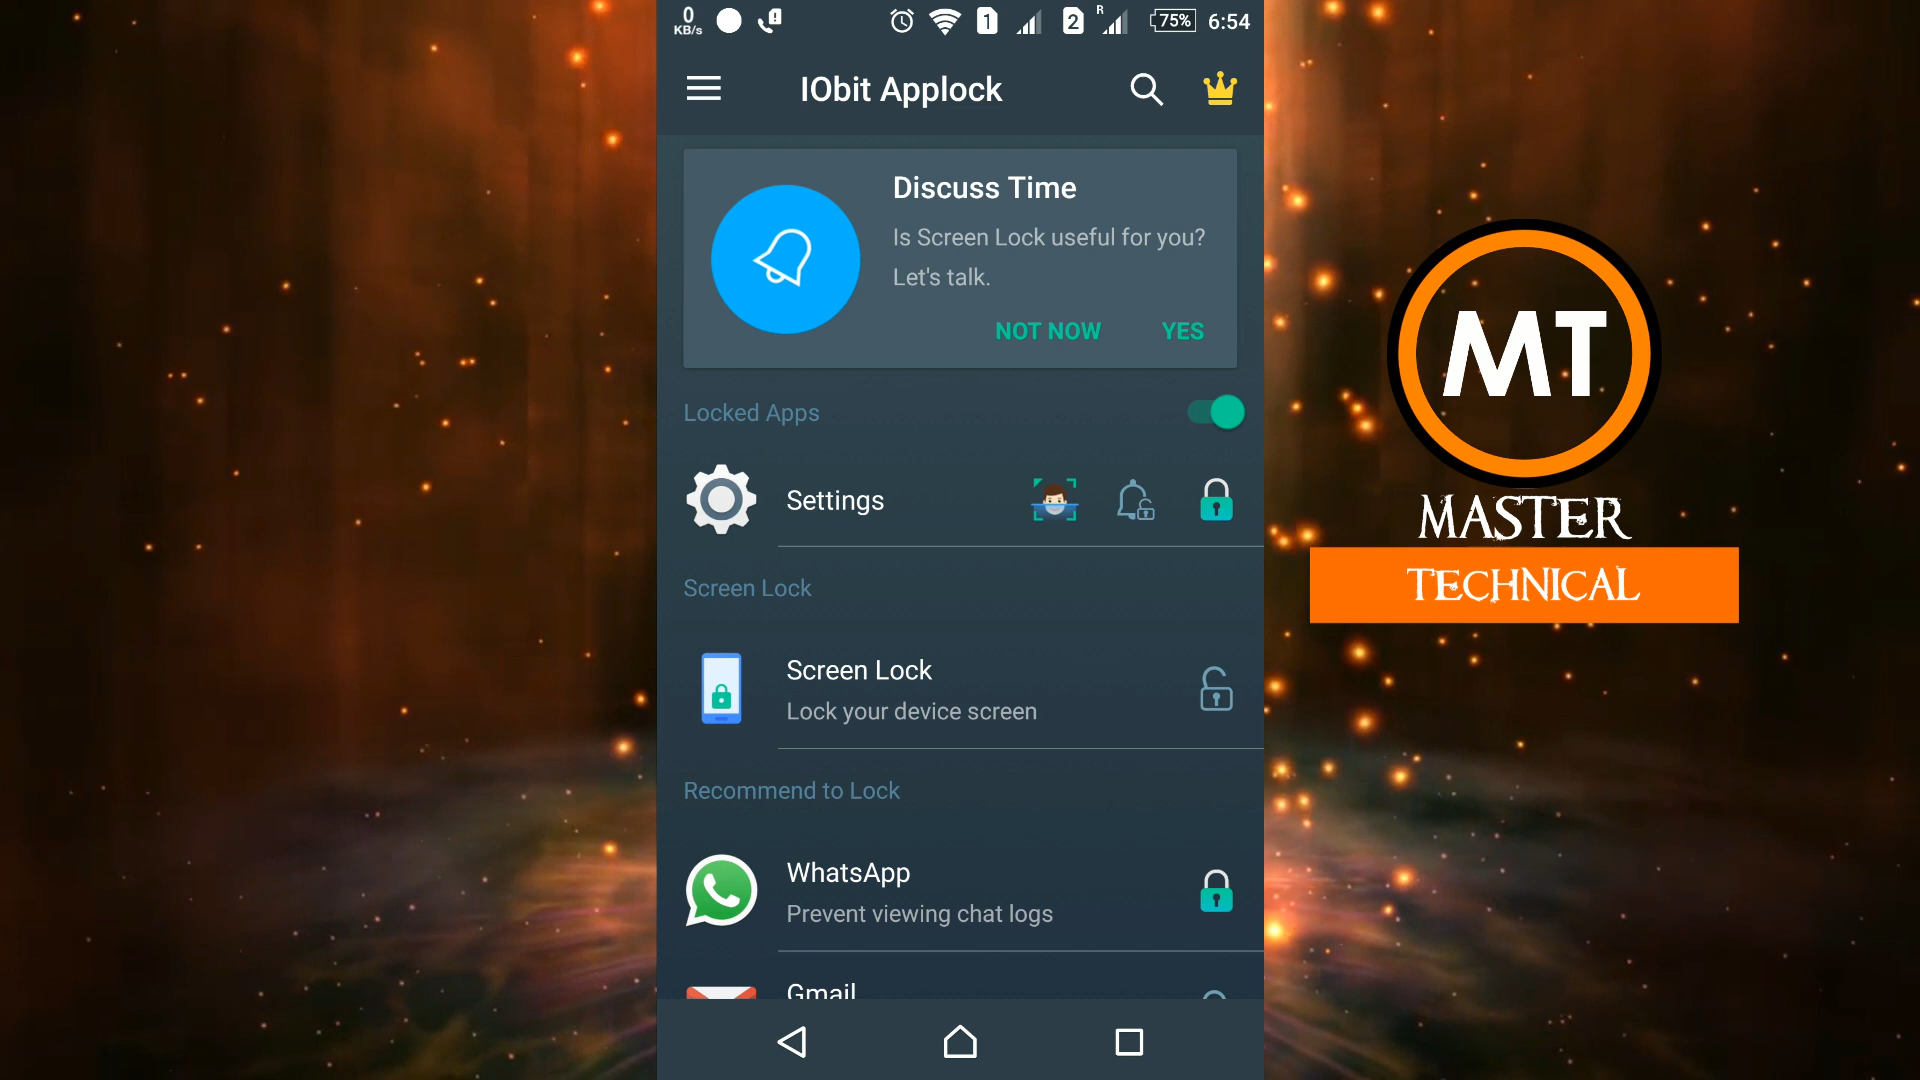 0
KB/s
1
2
R
75%
6:54
IObit Applock
Discuss Time
Is Screen Lock useful for you?
Let's talk.
NOT NOW YES
Locked Apps
Settings
Screen Lock
Screen Lock
Lock your device screen
Recommend to Lock
WhatsApp
Prevent viewing chat logs
Gmail
MT
MASTER
TECHNICAL